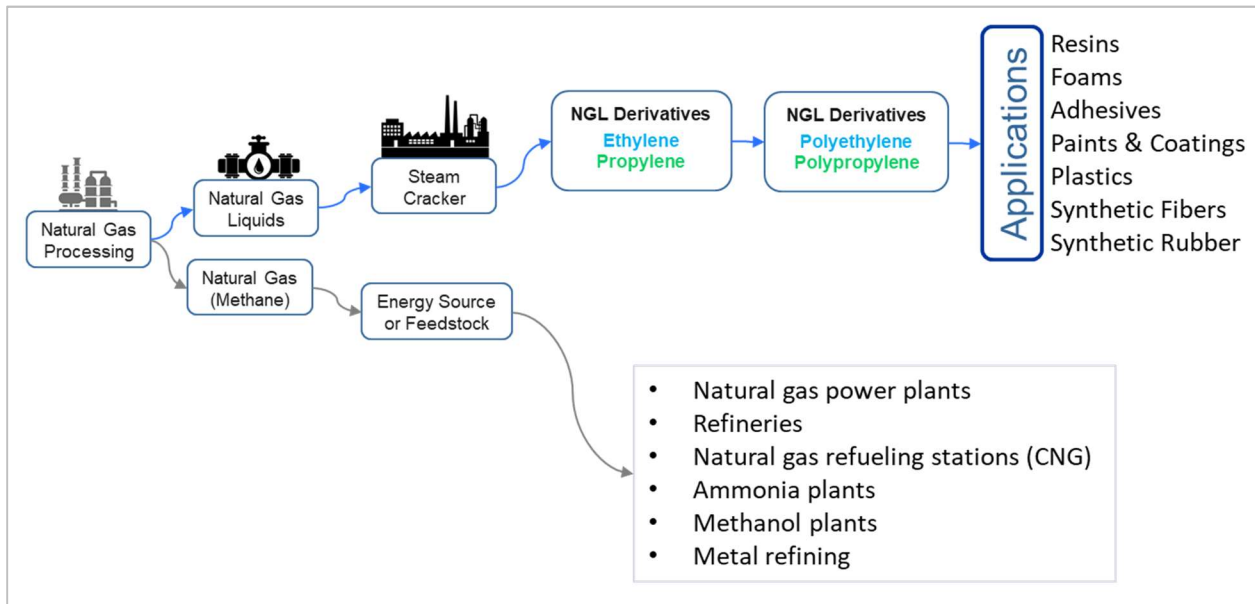 Natural Gas
Processing
Natural Gas
Liquids
Steam
Cracker
NGL Derivatives
Ethylene
Propylene
NGL Derivatives
Polyethylene
Polypropylene
Applications
Resins
Foams
Adhesives
Paints & Coatings
Plastics
Synthetic Fibers
Synthetic Rubber
Natural Gas
(Methane)
Energy Source
or Feedstock
• Natural gas power plants
• Refineries
• Natural gas refueling stations (CNG)
• Ammonia plants
• Methanol plants
• Metal refining